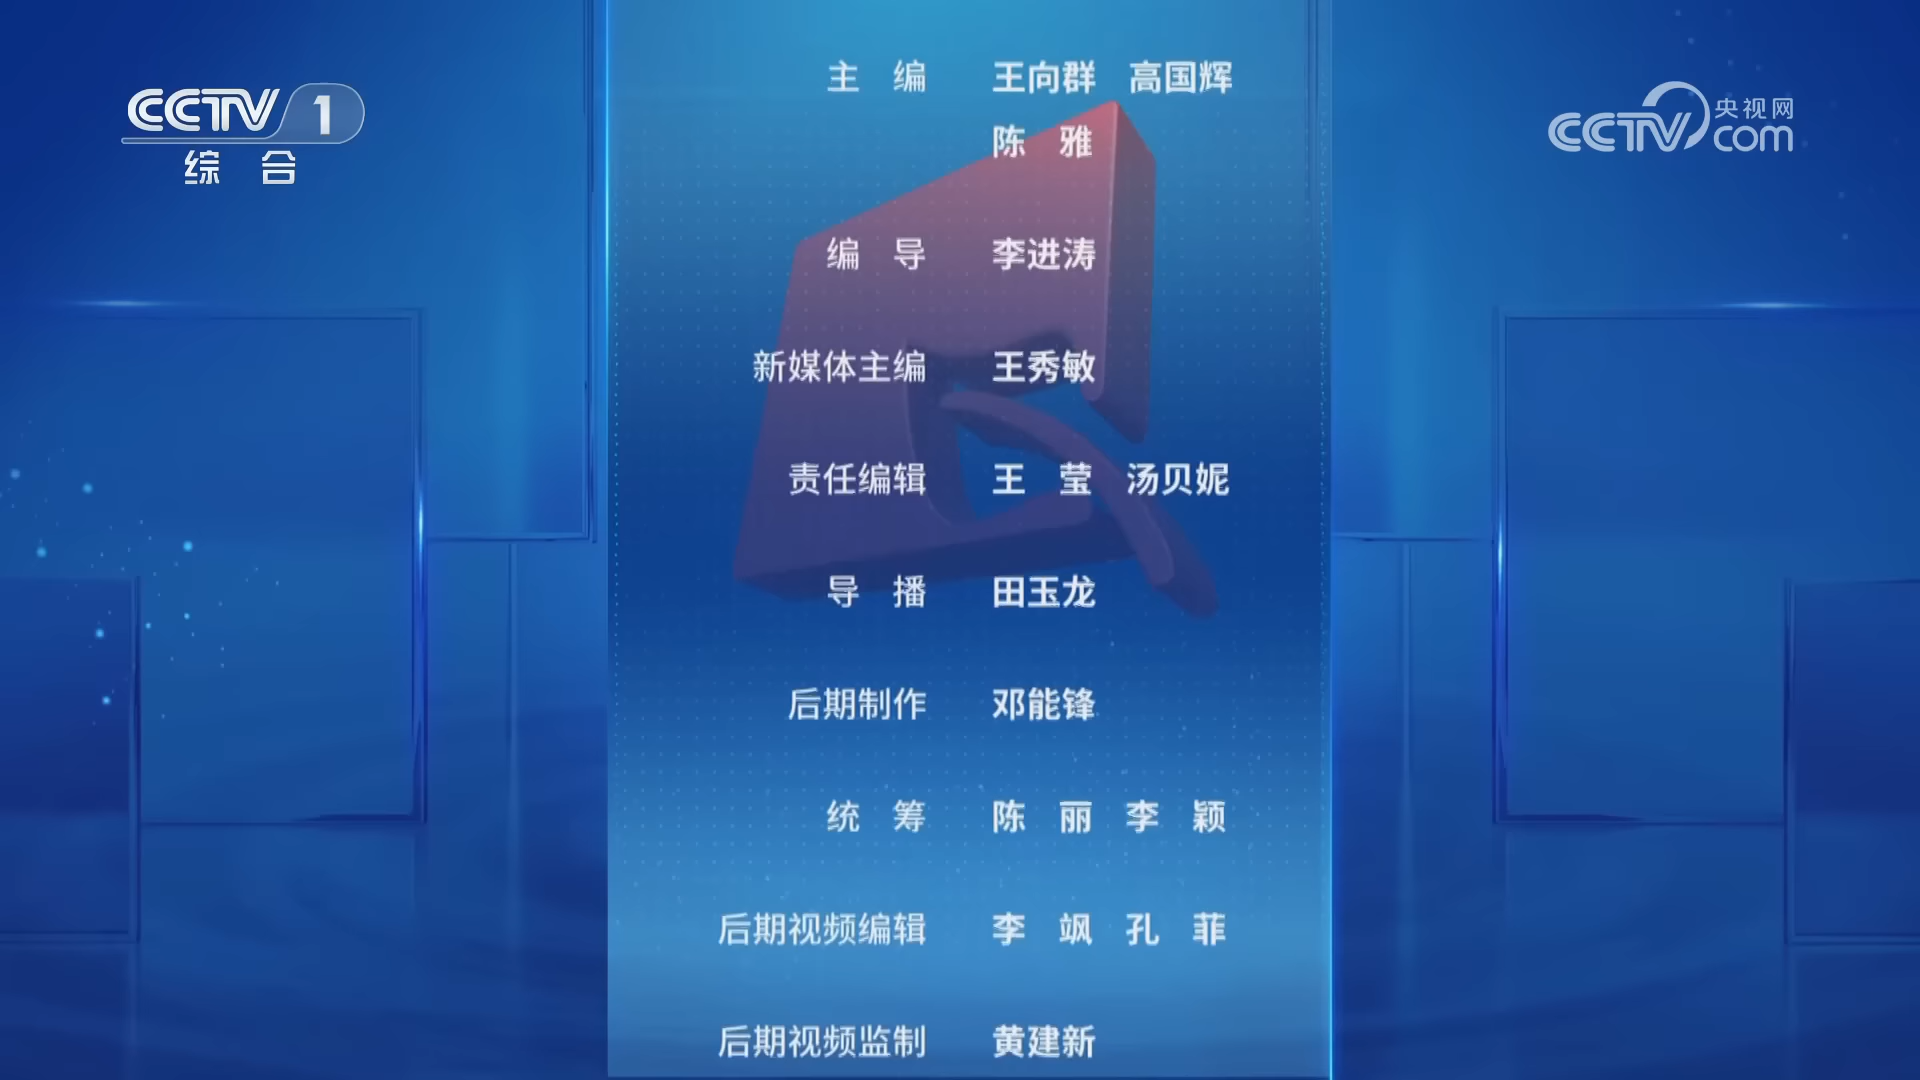 CCTV 1
综 合
央视网
CCTV com
主 编 王向群 高国辉
陈 雅
编 导 李进涛
新媒体主编 王秀敏
责任编辑 王 莹 汤贝妮
导 播 田玉龙
后期制作 邓能锋
统 筹 陈 丽 李 颖
后期视频编辑 李 飒 孔 菲
后期视频监制 黄建新